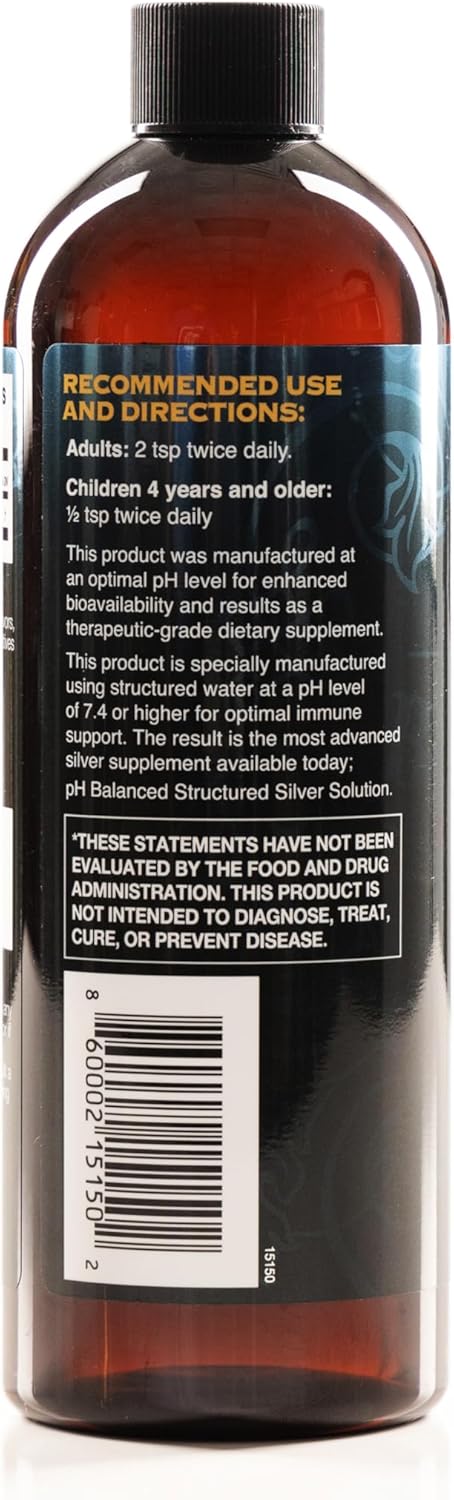 RECOMMENDED USE
AND DIRECTIONS:
Adults: 2 tsp twice daily.
Children 4 years and older:
½ tsp twice daily
This product was manufactured at
an optimal pH level for enhanced
bioavailability and results as a
therapeutic-grade dietary supplement.
This product is specially manufactured
using structured water at a pH level
of 7.4 or higher for optimal immune
support. The result is the most advanced
silver supplement available today;
pH Balanced Structured Silver Solution.
*THESE STATEMENTS HAVE NOT BEEN
EVALUATED BY THE FOOD AND DRUG
ADMINISTRATION. THIS PRODUCT IS
NOT INTENDED TO DIAGNOSE, TREAT,
CURE, OR PREVENT DISEASE.
8 60002 15150 2
15150